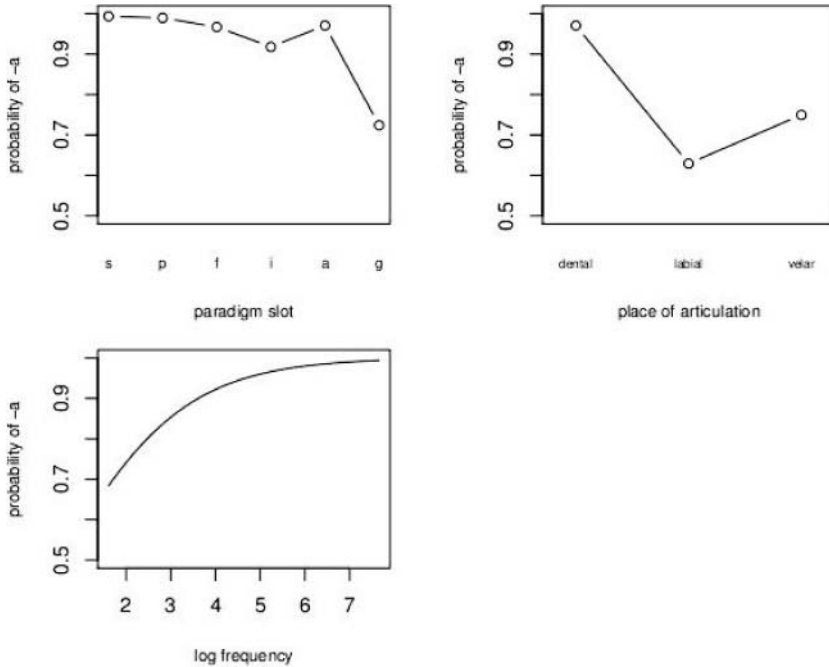 probability of –a
0.9
0.7
0.5
s p f i a g
paradigm slot
probability of –a
0.9
0.7
0.5
dental labial velar
place of articulation
probability of –a
0.9
0.7
0.5
2 3 4 5 6 7
log frequency